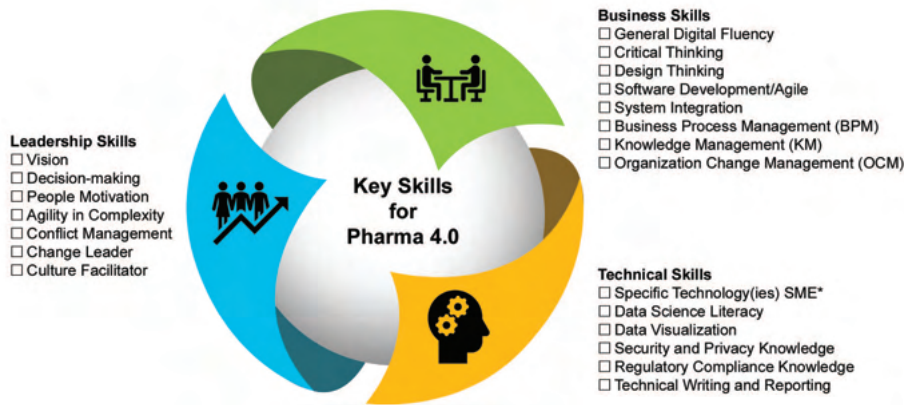 Business Skills
☐ General Digital Fluency
☐ Critical Thinking
☐ Design Thinking
☐ Software Development/Agile
☐ System Integration
☐ Business Process Management (BPM)
☐ Knowledge Management (KM)
☐ Organization Change Management (OCM)
Leadership Skills
☐ Vision
☐ Decision-making
☐ People Motivation
☐ Agility in Complexity
☐ Conflict Management
☐ Change Leader
☐ Culture Facilitator
Key Skills
for
Pharma 4.0
Technical Skills
☐ Specific Technology(ies) SME*
☐ Data Science Literacy
☐ Data Visualization
☐ Security and Privacy Knowledge
☐ Regulatory Compliance Knowledge
☐ Technical Writing and Reporting